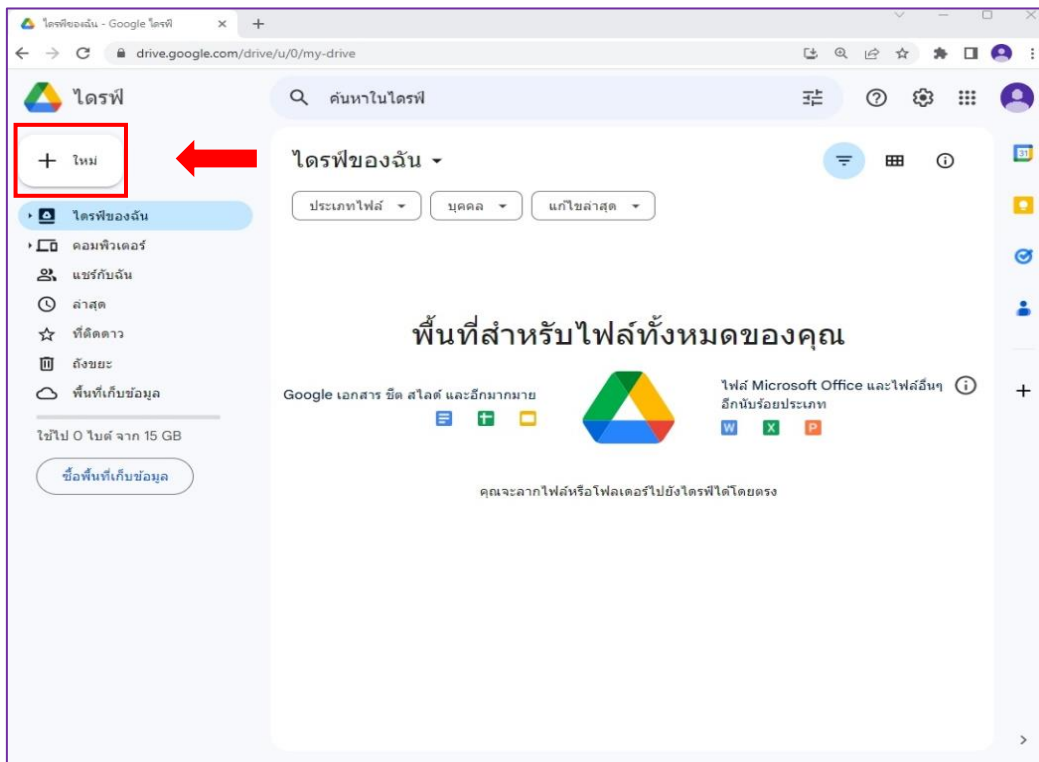 ไดรฟ์ของฉัน - Google ไดรฟ์
drive.google.com/drive/u/0/my-drive
ไดรฟ์
ค้นหาในไดรฟ์
ใหม่
ไดรฟ์ของฉัน
31
ประเภทไฟล์
บุคคล
แก้ไขล่าสุด
ไดรฟ์ของฉัน
คอมพิวเตอร์
แชร์กับฉัน
ล่าสุด
ที่ติดดาว
ถังขยะ
พื้นที่เก็บข้อมูล
ใช้ไป 0 ไบต์ จาก 15 GB
ซื้อพื้นที่เก็บข้อมูล
พื้นที่สำหรับไฟล์ทั้งหมดของคุณ
Google เอกสาร ชีต สไลด์ และอีกมากมาย
ไฟล์ Microsoft Office และไฟล์อื่นๆ
อีกนับร้อยประเภท
W X P
คุณจะลากไฟล์หรือโฟลเดอร์ไปยังไดรฟ์ได้โดยตรง